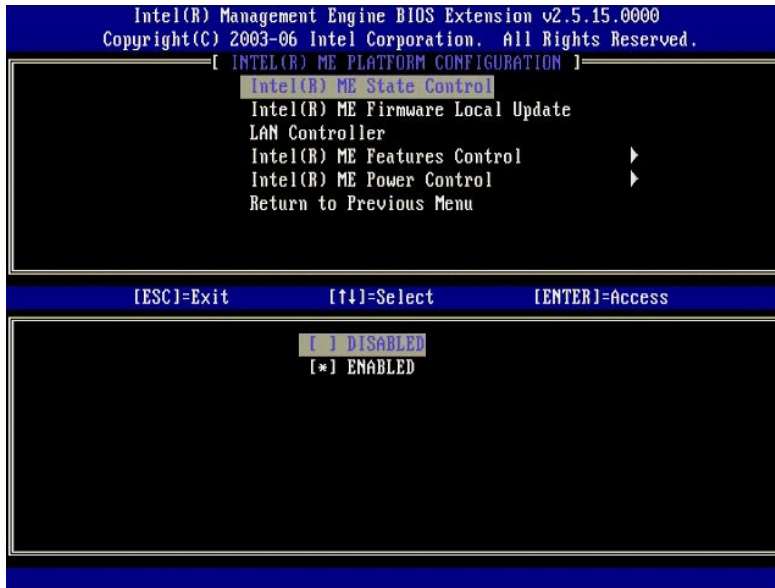 Intel(R) Management Engine BIOS Extension v2.5.15.0000
Copyright(C) 2003-06 Intel Corporation. All Rights Reserved.
[ INTEL(R) ME PLATFORM CONFIGURATION ]
Intel(R) ME State Control
Intel(R) ME Firmware Local Update
LAN Controller
Intel(R) ME Features Control
Intel(R) ME Power Control
Return to Previous Menu
[ESC]=Exit [↑↓]=Select [ENTER]=Access
[ ] DISABLED
[*] ENABLED